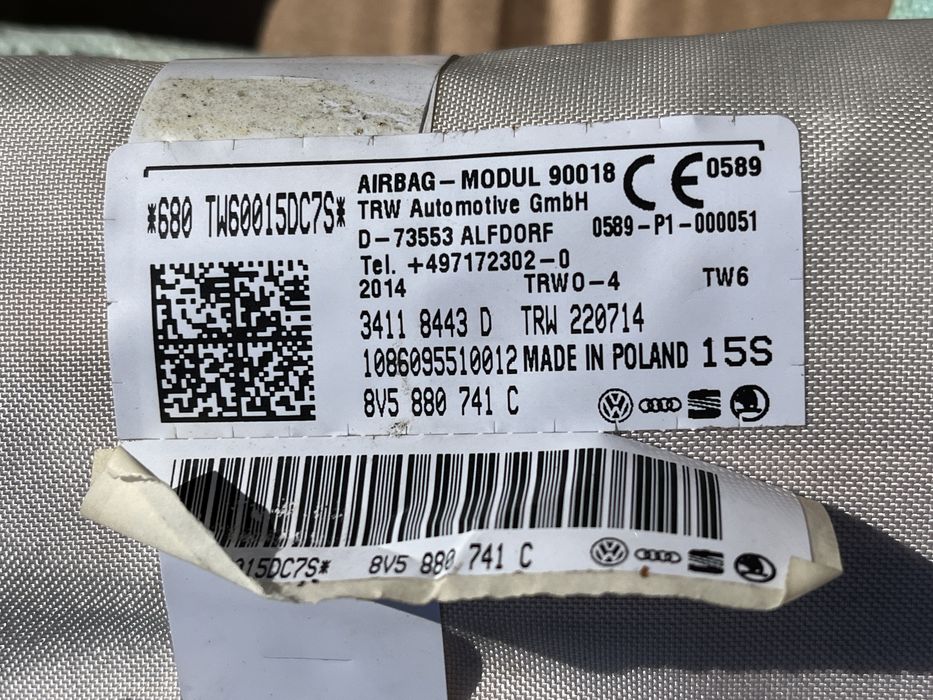 *680 TW60015DC7S*
AIRBAG-MODUL 90018
TRW Automotive GmbH
D-73553 ALFDORF
Tel. +497172302-0
2014 TRWO-4 TW6
CE 0589
0589-P1-000051
3411 8443 D TRW 220714
1086095510012 MADE IN POLAND 15S
8V5 880 741 C
015DC7S* 8V5 880 741 C